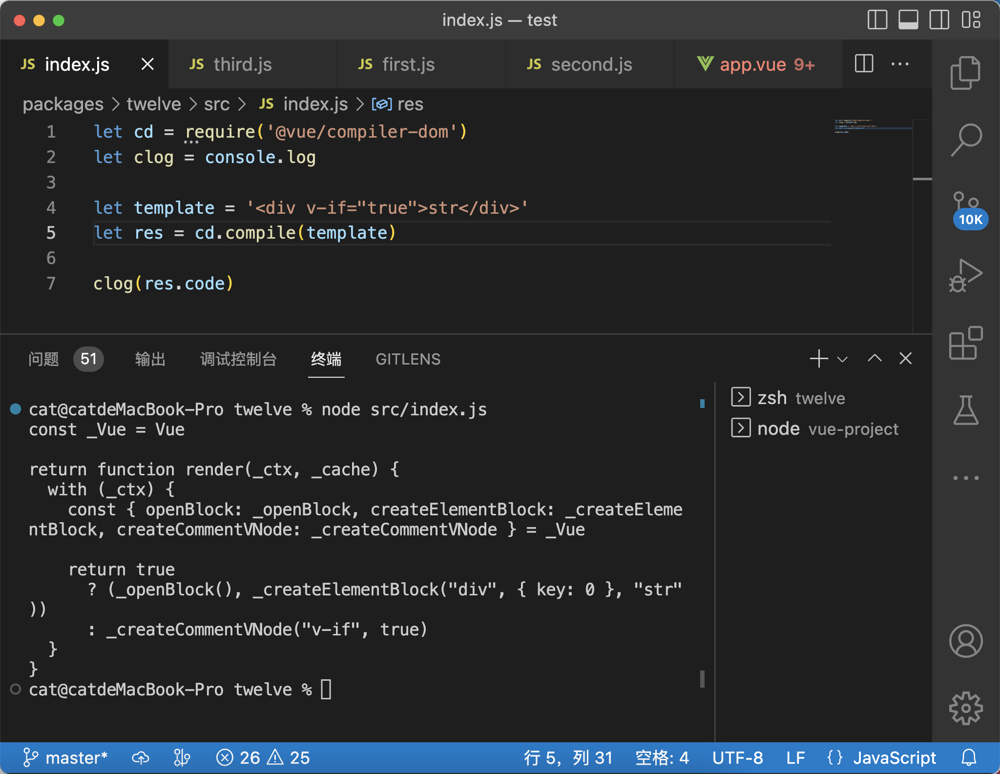 index.js — test
JS index.js
JS third.js
JS first.js
JS second.js
app.vue 9+
packages > twelve > src > JS index.js > res
1 let cd = require('@vue/compiler-dom')
2 let clog = console.log
3
4 let template = '<div v-if="true">str</div>'
5 let res = cd.compile(template)
6
7 clog(res.code)
10K
问题 51 输出 调试控制台 终端 GITLENS
cat@catdeMacBook-Pro twelve % node src/index.js
const _Vue = Vue
return function render(_ctx, _cache) {
  with (_ctx) {
    const { openBlock: _openBlock, createElementBlock: _createEleme
ntBlock, createCommentVNode: _createCommentVNode } = _Vue
    return true
      ? (_openBlock(), _createElementBlock("div", { key: 0 }, "str"
))
      : _createCommentVNode("v-if", true)
  }
}
cat@catdeMacBook-Pro twelve %
zsh twelve
node vue-project
master* 26 25 行 5，列 31 空格: 4 UTF-8 LF {} JavaScript